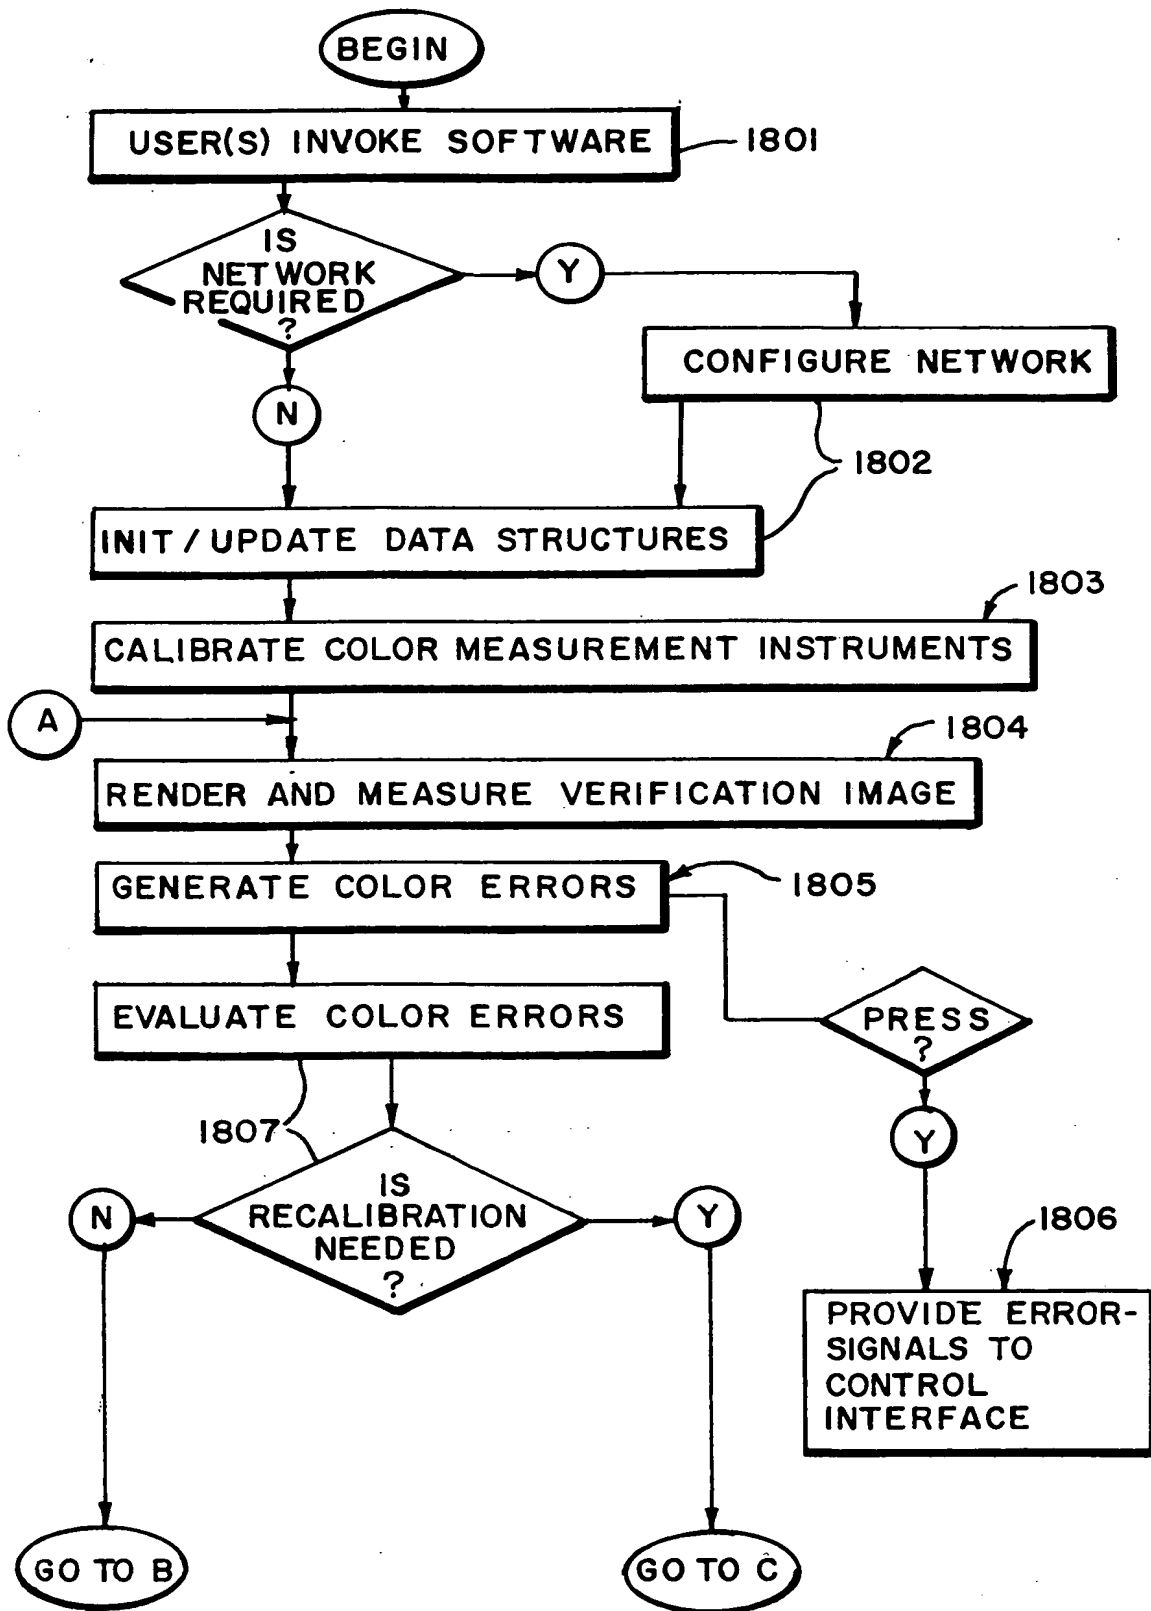 BEGIN
USER(S) INVOKE SOFTWARE
1801
IS
NETWORK
REQUIRED
?
Y
CONFIGURE NETWORK
N
1802
INIT / UPDATE DATA STRUCTURES
1803
CALIBRATE COLOR MEASUREMENT INSTRUMENTS
A
1804
RENDER AND MEASURE VERIFICATION IMAGE
GENERATE COLOR ERRORS
1805
EVALUATE COLOR ERRORS
PRESS
?
1807
Y
IS
RECALIBRATION
NEEDED
?
N
Y
1806
PROVIDE ERROR-
SIGNALS TO
CONTROL
INTERFACE
GO TO B
GO TO C